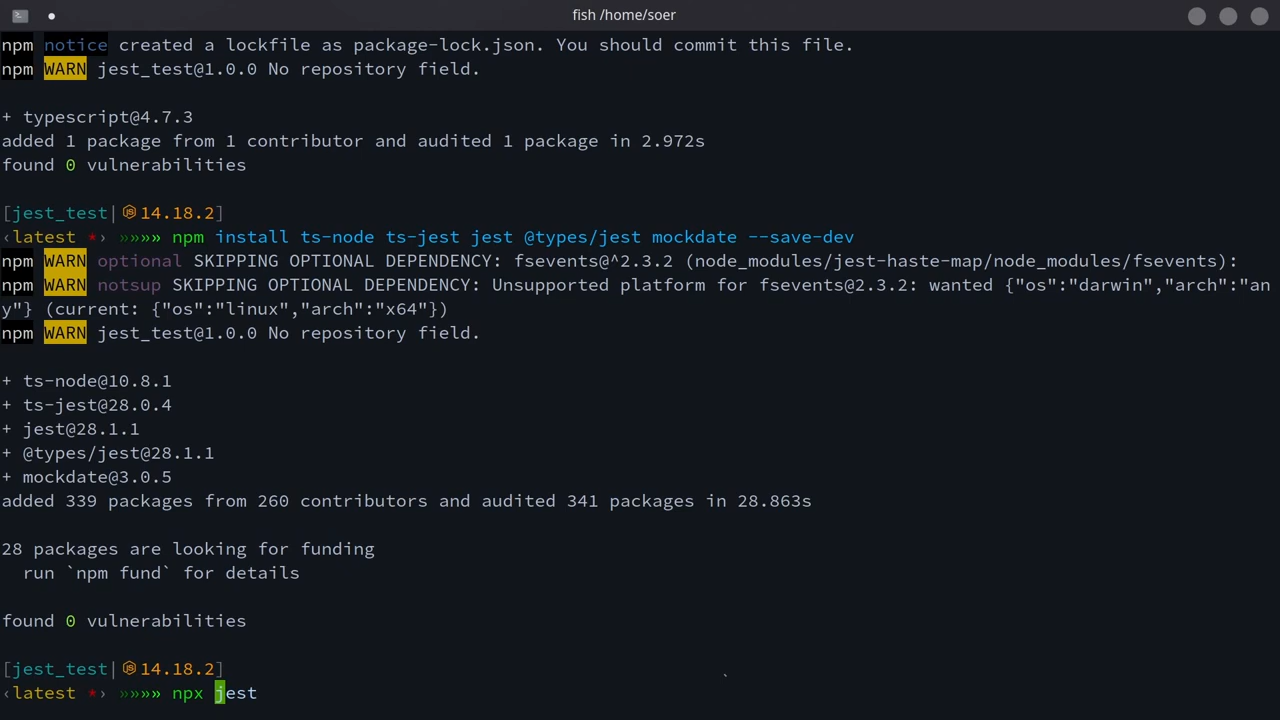 fish /home/soer
npm notice created a lockfile as package-lock.json. You should commit this file.
npm WARN jest_test@1.0.0 No repository field.
+ typescript@4.7.3
added 1 package from 1 contributor and audited 1 package in 2.972s
found 0 vulnerabilities
[jest_test|14.18.2]
‹latest *› »»»» npm install ts-node ts-jest jest @types/jest mockdate --save-dev
npm WARN optional SKIPPING OPTIONAL DEPENDENCY: fsevents@^2.3.2 (node_modules/jest-haste-map/node_modules/fsevents):
npm WARN notsup SKIPPING OPTIONAL DEPENDENCY: Unsupported platform for fsevents@2.3.2: wanted {"os":"darwin","arch":"an
y"} (current: {"os":"linux","arch":"x64"})
npm WARN jest_test@1.0.0 No repository field.
+ ts-node@10.8.1
+ ts-jest@28.0.4
+ jest@28.1.1
+ @types/jest@28.1.1
+ mockdate@3.0.5
added 339 packages from 260 contributors and audited 341 packages in 28.863s
28 packages are looking for funding
run `npm fund` for details
found 0 vulnerabilities
[jest_test|14.18.2]
‹latest *› »»»» npx jest